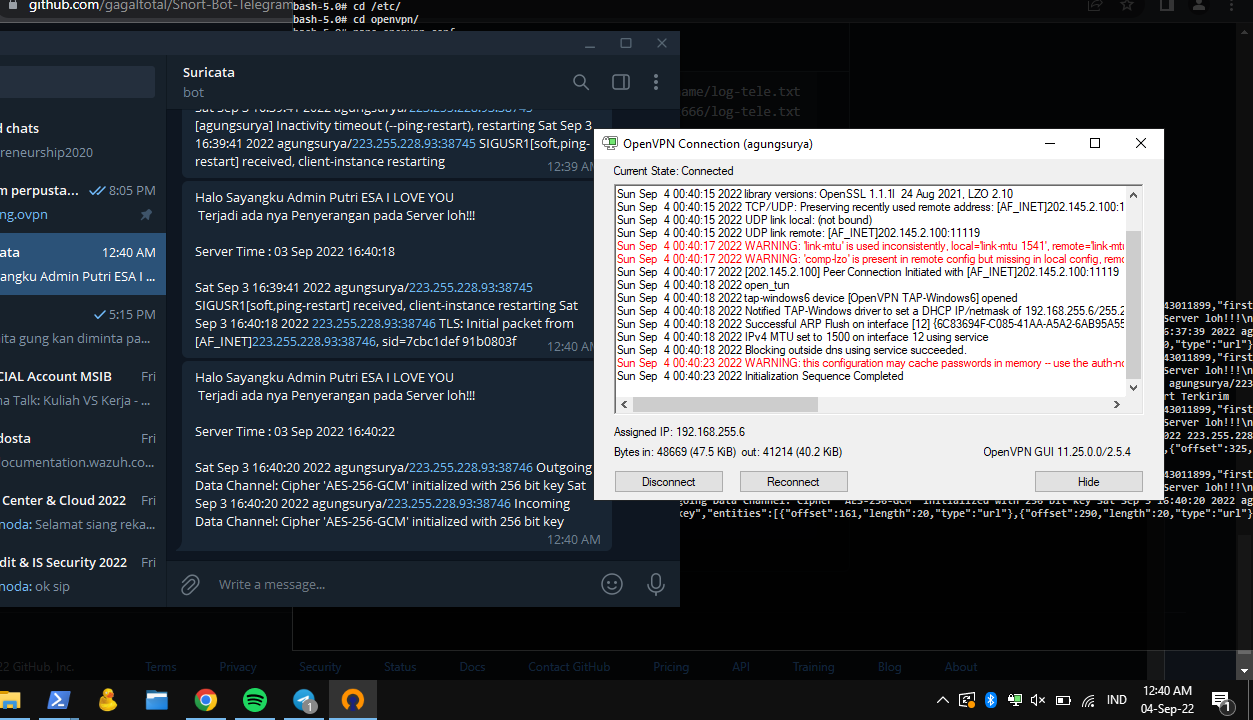 github.com/gagaltotal/Snort-Bot-Telegram
bash-5.0# cd /etc/
bash-5.0# cd openvpn/
Suricata
bot
Sat Sep 3 16:39:41 2022 agungsurya/223.255.228.93:38745
[agungsurya] Inactivity timeout (--ping-restart), restarting Sat Sep 3
16:39:41 2022 agungsurya/223.255.228.93:38745 SIGUSR1[soft,ping-
restart] received, client-instance restarting
12:39 AM
Halo Sayangku Admin Putri ESA I LOVE YOU
Terjadi ada nya Penyerangan pada Server loh!!!
Server Time : 03 Sep 2022 16:40:18
Sat Sep 3 16:39:41 2022 agungsurya/223.255.228.93:38745
SIGUSR1[soft,ping-restart] received, client-instance restarting Sat
Sep 3 16:40:18 2022 223.255.228.93:38746 TLS: Initial packet from
[AF_INET]223.255.228.93:38746, sid=7cbc1def 91b0803f
12:40 AM
Halo Sayangku Admin Putri ESA I LOVE YOU
Terjadi ada nya Penyerangan pada Server loh!!!
Server Time : 03 Sep 2022 16:40:22
Sat Sep 3 16:40:20 2022 agungsurya/223.255.228.93:38746 Outgoing
Data Channel: Cipher 'AES-256-GCM' initialized with 256 bit key Sat
Sep 3 16:40:20 2022 agungsurya/223.255.228.93:38746 Incoming
Data Channel: Cipher 'AES-256-GCM' initialized with 256 bit key
12:40 AM
Write a message...
d chats
reneurship2020
m perpusta... 8:05 PM
ng.ovpn
ata 12:40 AM
yangku Admin Putri ESA I ...
5:15 PM
ita gung kan diminta pa...
CIAL Account MSIB Fri
na Talk: Kuliah VS Kerja - ...
dosta Fri
documentation.wazuh.co...
Center & Cloud 2022 Fri
moda: Selamat siang reka...
dit & IS Security 2022 Fri
moda: ok sip
ame/log-tele.txt
666/log-tele.txt
OpenVPN Connection (agungsurya)
Current State: Connected
Sun Sep 4 00:40:15 2022 library versions: OpenSSL 1.1.1l 24 Aug 2021, LZO 2.10
Sun Sep 4 00:40:15 2022 TCP/UDP: Preserving recently used remote address: [AF_INET]202.145.2.100:1
Sun Sep 4 00:40:15 2022 UDP link local: (not bound)
Sun Sep 4 00:40:15 2022 UDP link remote: [AF_INET]202.145.2.100:11119
Sun Sep 4 00:40:17 2022 WARNING: 'link-mtu' is used inconsistently, local='link-mtu 1541', remote='link-mtu
Sun Sep 4 00:40:17 2022 WARNING: 'comp-lzo' is present in remote config but missing in local config, remo
Sun Sep 4 00:40:17 2022 [202.145.2.100] Peer Connection Initiated with [AF_INET]202.145.2.100:11119
Sun Sep 4 00:40:18 2022 open_tun
Sun Sep 4 00:40:18 2022 tap-windows6 device [OpenVPN TAP-Windows6] opened
Sun Sep 4 00:40:18 2022 Notified TAP-Windows driver to set a DHCP IP/netmask of 192.168.255.6/255.2
Sun Sep 4 00:40:18 2022 Successful ARP Flush on interface [12] {6C83694F-C085-41AA-A5A2-6AB95A55
Sun Sep 4 00:40:18 2022 IPv4 MTU set to 1500 on interface 12 using service
Sun Sep 4 00:40:18 2022 Blocking outside dns using service succeeded.
Sun Sep 4 00:40:23 2022 WARNING: this configuration may cache passwords in memory -- use the auth-no
Sun Sep 4 00:40:23 2022 Initialization Sequence Completed
Assigned IP: 192.168.255.6
Bytes in: 48669 (47.5 KiB) out: 41214 (40.2 KiB)
OpenVPN GUI 11.25.0.0/2.5.4
Disconnect
Reconnect
Hide
43011899,"first
Server loh!!!\n
6:37:39 2022 ag
0,"type":"url"}
Server loh!!!\n
agungsurya/223
rt Terkirim
43011899,"first
Server loh!!!\n
022 223.255.228
,{"offset":325,
43011899,"first
Server loh!!!\n
going Data Channel: Cipher 'AES-256-GCM' initialized with 256 bit key Sat Sep 3 16:40:20 2022 ag
key","entities":[{"offset":161,"length":20,"type":"url"},{"offset":290,"length":20,"type":"url"}
22 GitHub, Inc.
Terms
Privacy
Security
Status
Docs
Contact GitHub
Pricing
API
Training
Blog
About
1
IND
12:40 AM
04-Sep-22
1